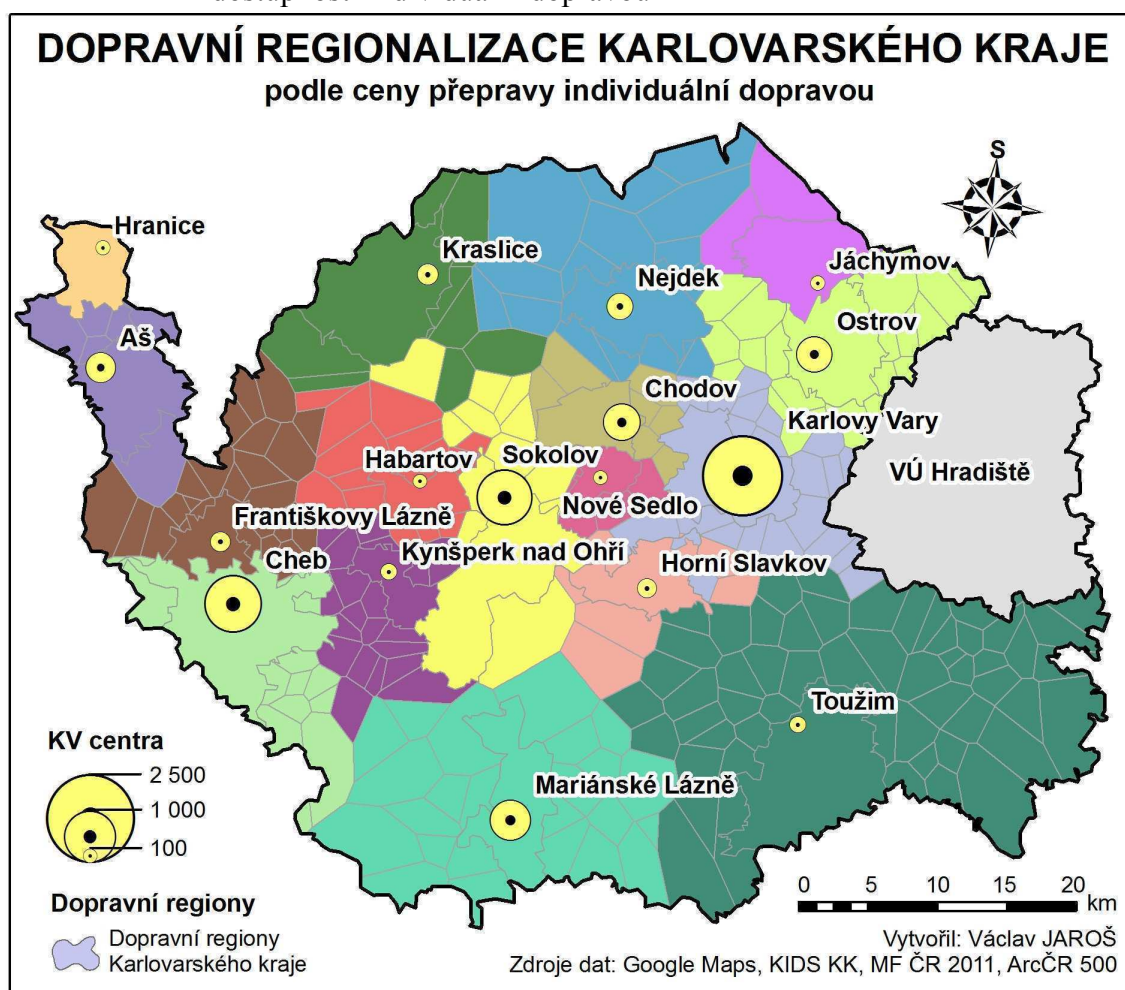 DOPRAVNÍ REGIONALIZACE KARLOVARSKÉHO KRAJE
podle ceny přepravy individuální dopravou
S
Hranice
Kraslice
Jáchymov
Nejdek
Ostrov
Aš
Chodov
Karlovy Vary
Habartov
Sokolov
VÚ Hradiště
Nové Sedlo
Františkovy Lázně
Kynšperk nad Ohří
Cheb
Horní Slavkov
Toužim
Mariánské Lázně
KV centra
2 500
1 000
100
Dopravní regiony
Dopravní regiony
Karlovarského kraje
0 5 10 15 20
km
Vytvořil: Václav JAROŠ
Zdroje dat: Google Maps, KIDS KK, MF ČR 2011, ArcČR 500